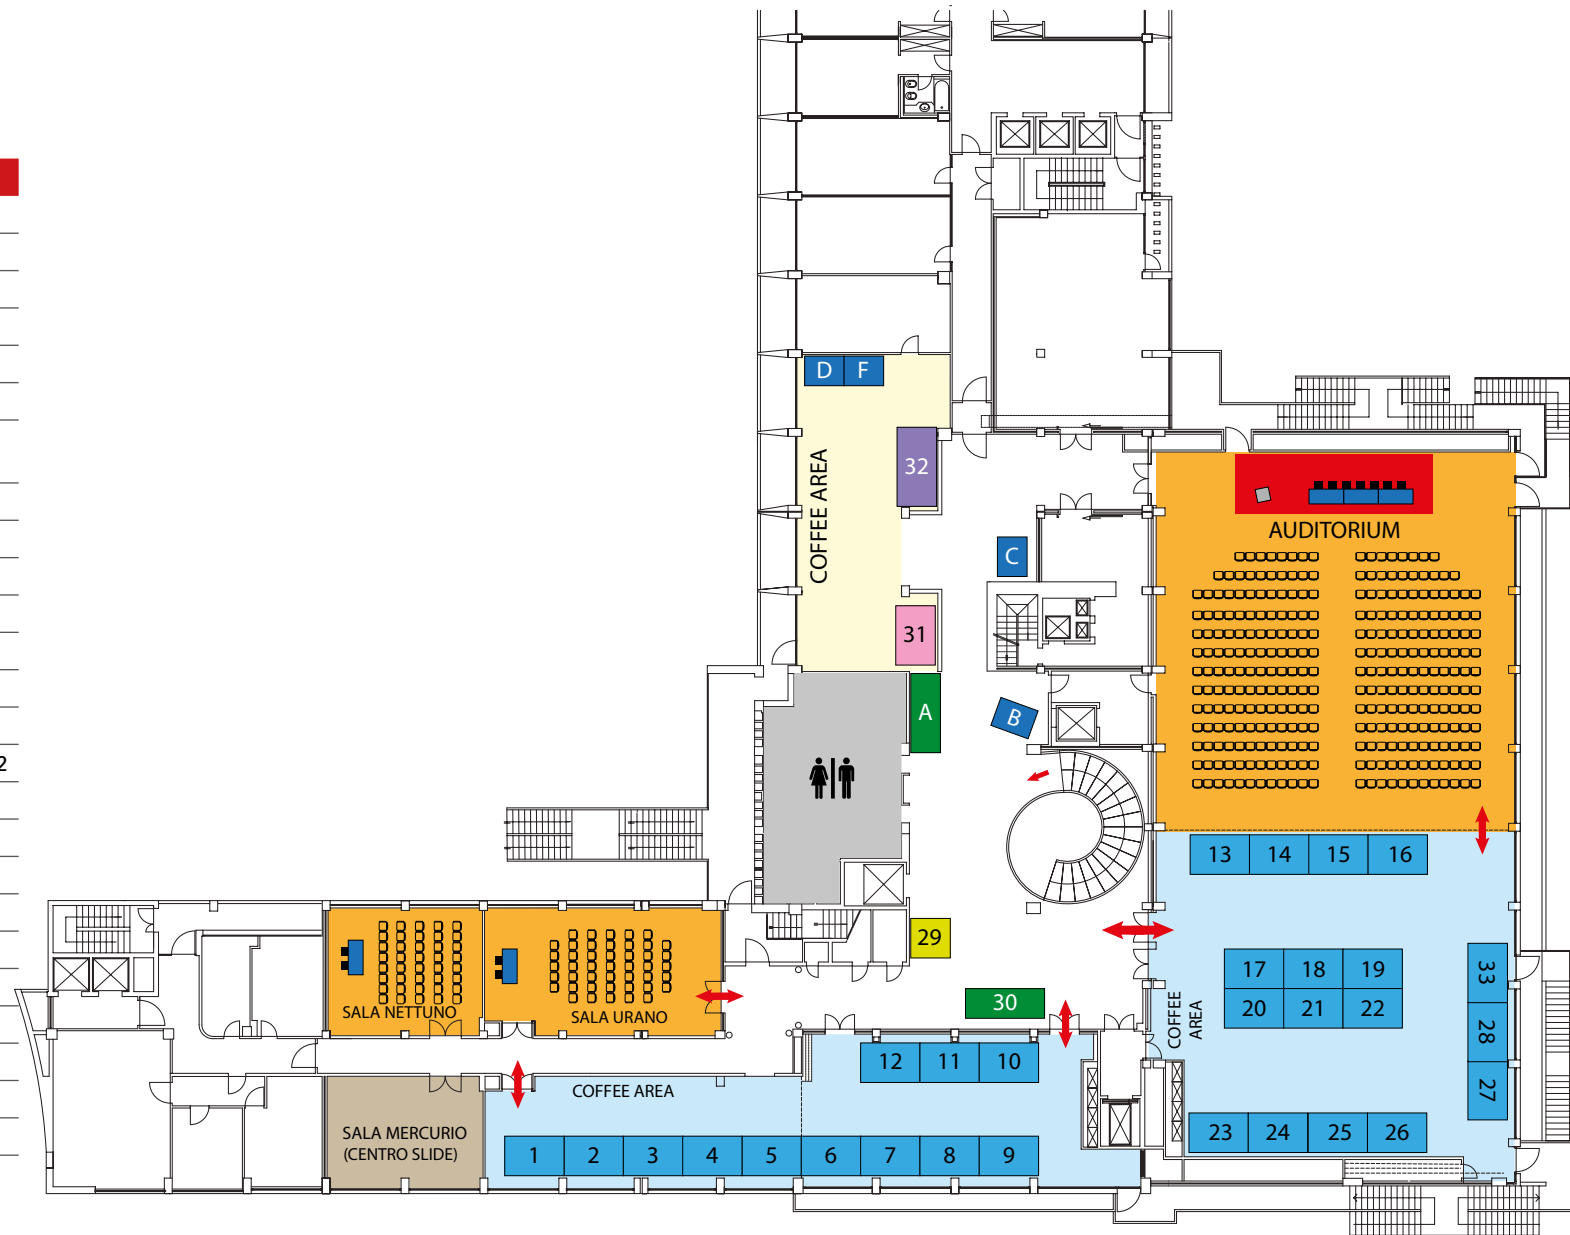 D F
32
COFFEE AREA
AUDITORIUM
C
31
A
B
2
13 14 15 16
29
17 18 19
33
30
20 21 22
SALA NETTUNO
SALA URANO
COFFEE
AREA
28
12 11 10
27
COFFEE AREA
23 24 25 26
SALA MERCURIO
(CENTRO SLIDE)
1 2 3 4 5 6 7 8 9